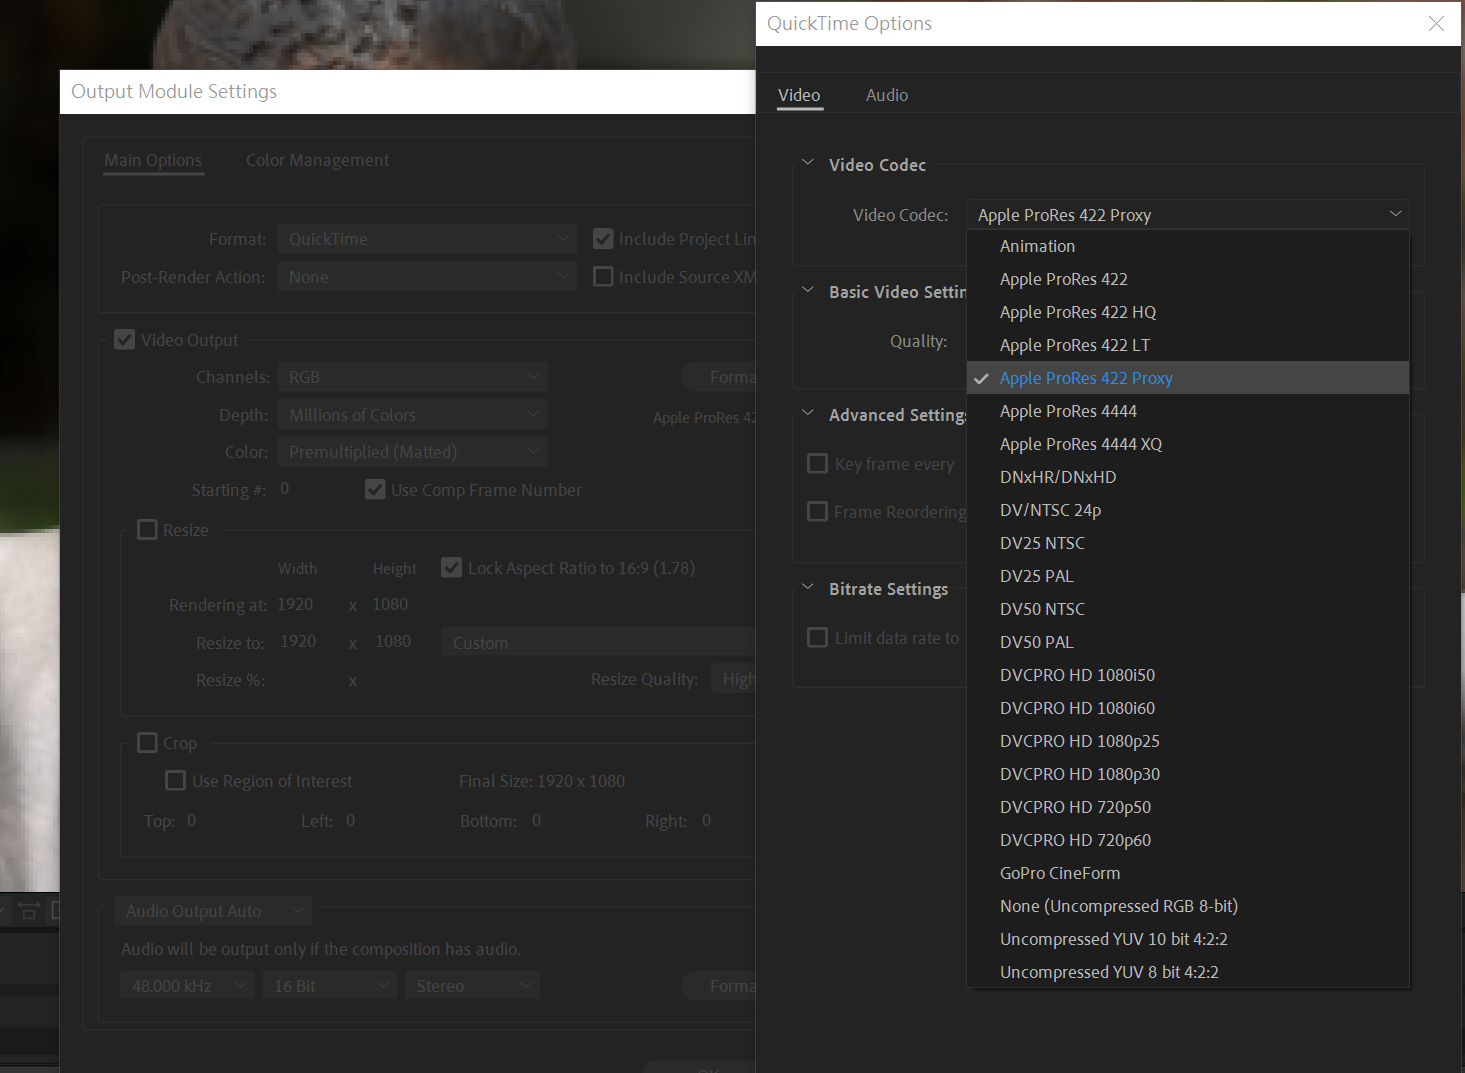 QuickTime Options
Output Module Settings
Video Audio
Main Options Color Management
Video Codec
Video Codec: Apple ProRes 422 Proxy
Format: QuickTime Include Project Lin
Post-Render Action: None Include Source XM
Animation
Apple ProRes 422
Apple ProRes 422 HQ
Apple ProRes 422 LT
Apple ProRes 422 Proxy
Apple ProRes 4444
Apple ProRes 4444 XQ
DNxHR/DNxHD
DV/NTSC 24p
DV25 NTSC
DV25 PAL
DV50 NTSC
DV50 PAL
DVCPRO HD 1080i50
DVCPRO HD 1080i60
DVCPRO HD 1080p25
DVCPRO HD 1080p30
DVCPRO HD 720p50
DVCPRO HD 720p60
GoPro CineForm
None (Uncompressed RGB 8-bit)
Uncompressed YUV 10 bit 4:2:2
Uncompressed YUV 8 bit 4:2:2
Basic Video Settin
Quality:
Advanced Settings
Key frame every
Frame Reordering
Bitrate Settings
Limit data rate to
Video Output
Channels: RGB Forma
Depth: Millions of Colors Apple ProRes 42
Color: Premultiplied (Matted)
Starting #: 0 Use Comp Frame Number
Resize
Width Height Lock Aspect Ratio to 16:9 (1.78)
Rendering at: 1920 x 1080
Resize to: 1920 x 1080 Custom
Resize %: x Resize Quality: High
Crop
Use Region of Interest Final Size: 1920 x 1080
Top: 0 Left: 0 Bottom: 0 Right: 0
Audio Output Auto
Audio will be output only if the composition has audio.
48.000 kHz 16 Bit Stereo Forma